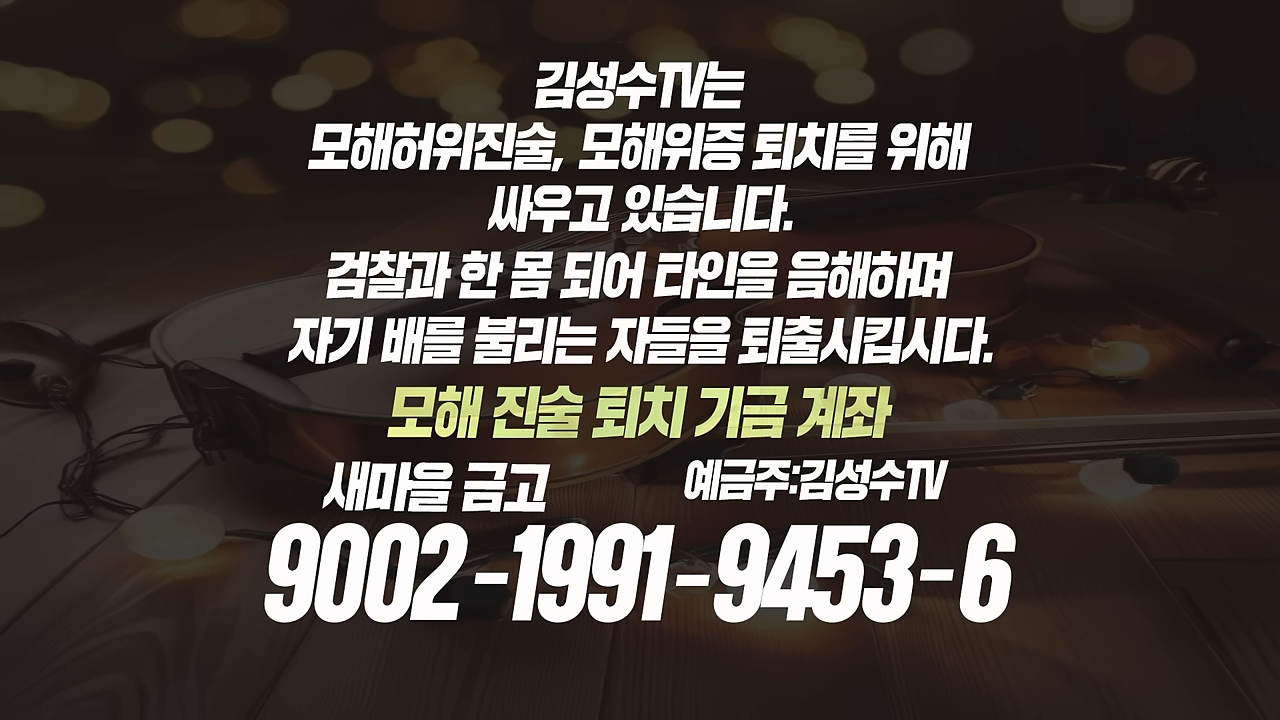 김성수TV는
모해허위진술, 모해위증 퇴치를 위해
싸우고 있습니다.
검찰과 한 몸 되어 타인을 음해하며
자기 배를 불리는 자들을 퇴출시킵시다.
모해 진술 퇴치 기금 계좌
새마을 금고 예금주:김성수TV
9002-1991-9453-6